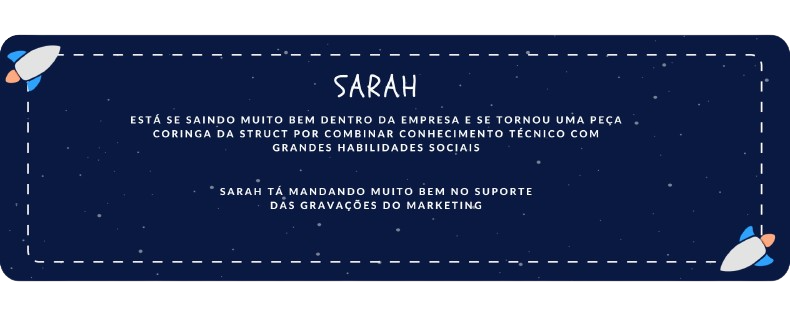 SARAH
ESTÁ SE SAINDO MUITO BEM DENTRO DA EMPRESA E SE TORNOU UMA PEÇA
CORINGA DA STRUCT POR COMBINAR CONHECIMENTO TÉCNICO COM
GRANDES HABILIDADES SOCIAIS
SARAH TÁ MANDANDO MUITO BEM NO SUPORTE
DAS GRAVAÇÕES DO MARKETING